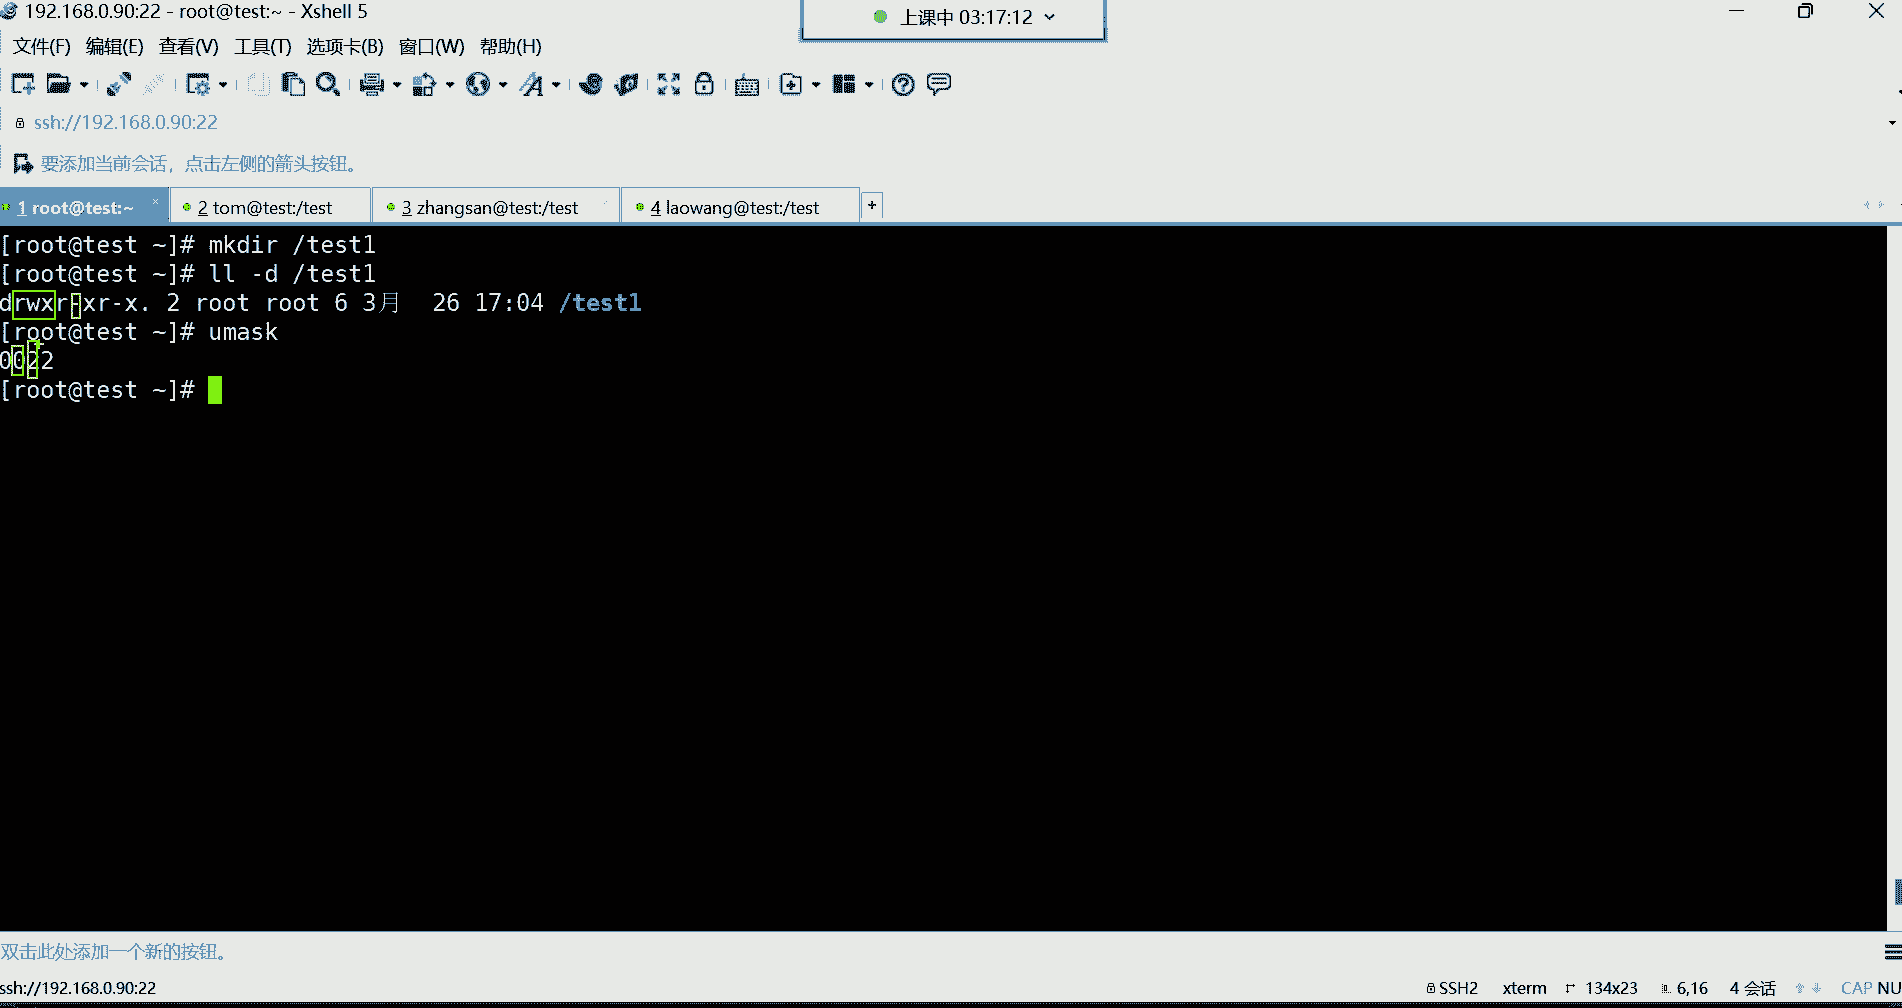 192.168.0.90:22 - root@test:~ - Xshell 5
上课中 03:17:12
文件(F) 编辑(E) 查看(V) 工具(T) 选项卡(B) 窗口(W) 帮助(H)
ssh://192.168.0.90:22
要添加当前会话，点击左侧的箭头按钮。
1 root@test:~ × 2 tom@test:/test 3 zhangsan@test:/test 4 laowang@test:/test +
[root@test ~]# mkdir /test1
[root@test ~]# ll -d /test1
drwxr-xr-x. 2 root root 6 3月  26 17:04 /test1
[root@test ~]# umask
0022
[root@test ~]#
双击此处添加一个新的按钮。
ssh://192.168.0.90:22 SSH2 xterm 134x23 6,16 4 会话 CAP NU